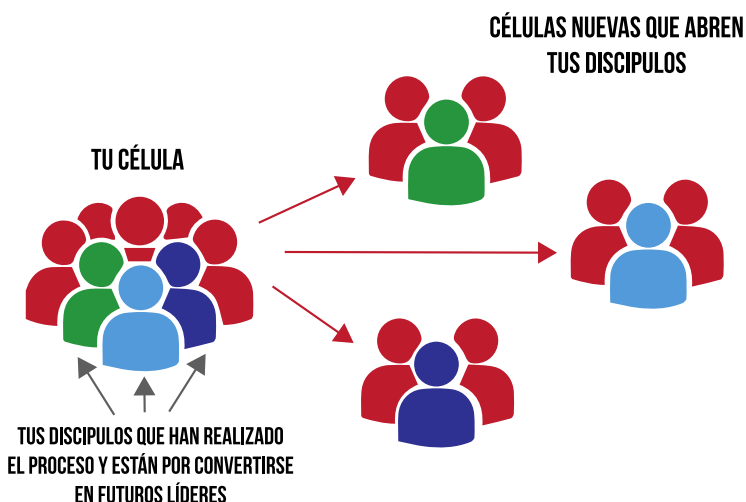 CÉLULAS NUEVAS QUE ABREN
TUS DISCIPULOS
TU CÉLULA
TUS DISCIPULOS QUE HAN REALIZADO
EL PROCESO Y ESTÁN POR CONVERTIRSE
EN FUTUROS LÍDERES